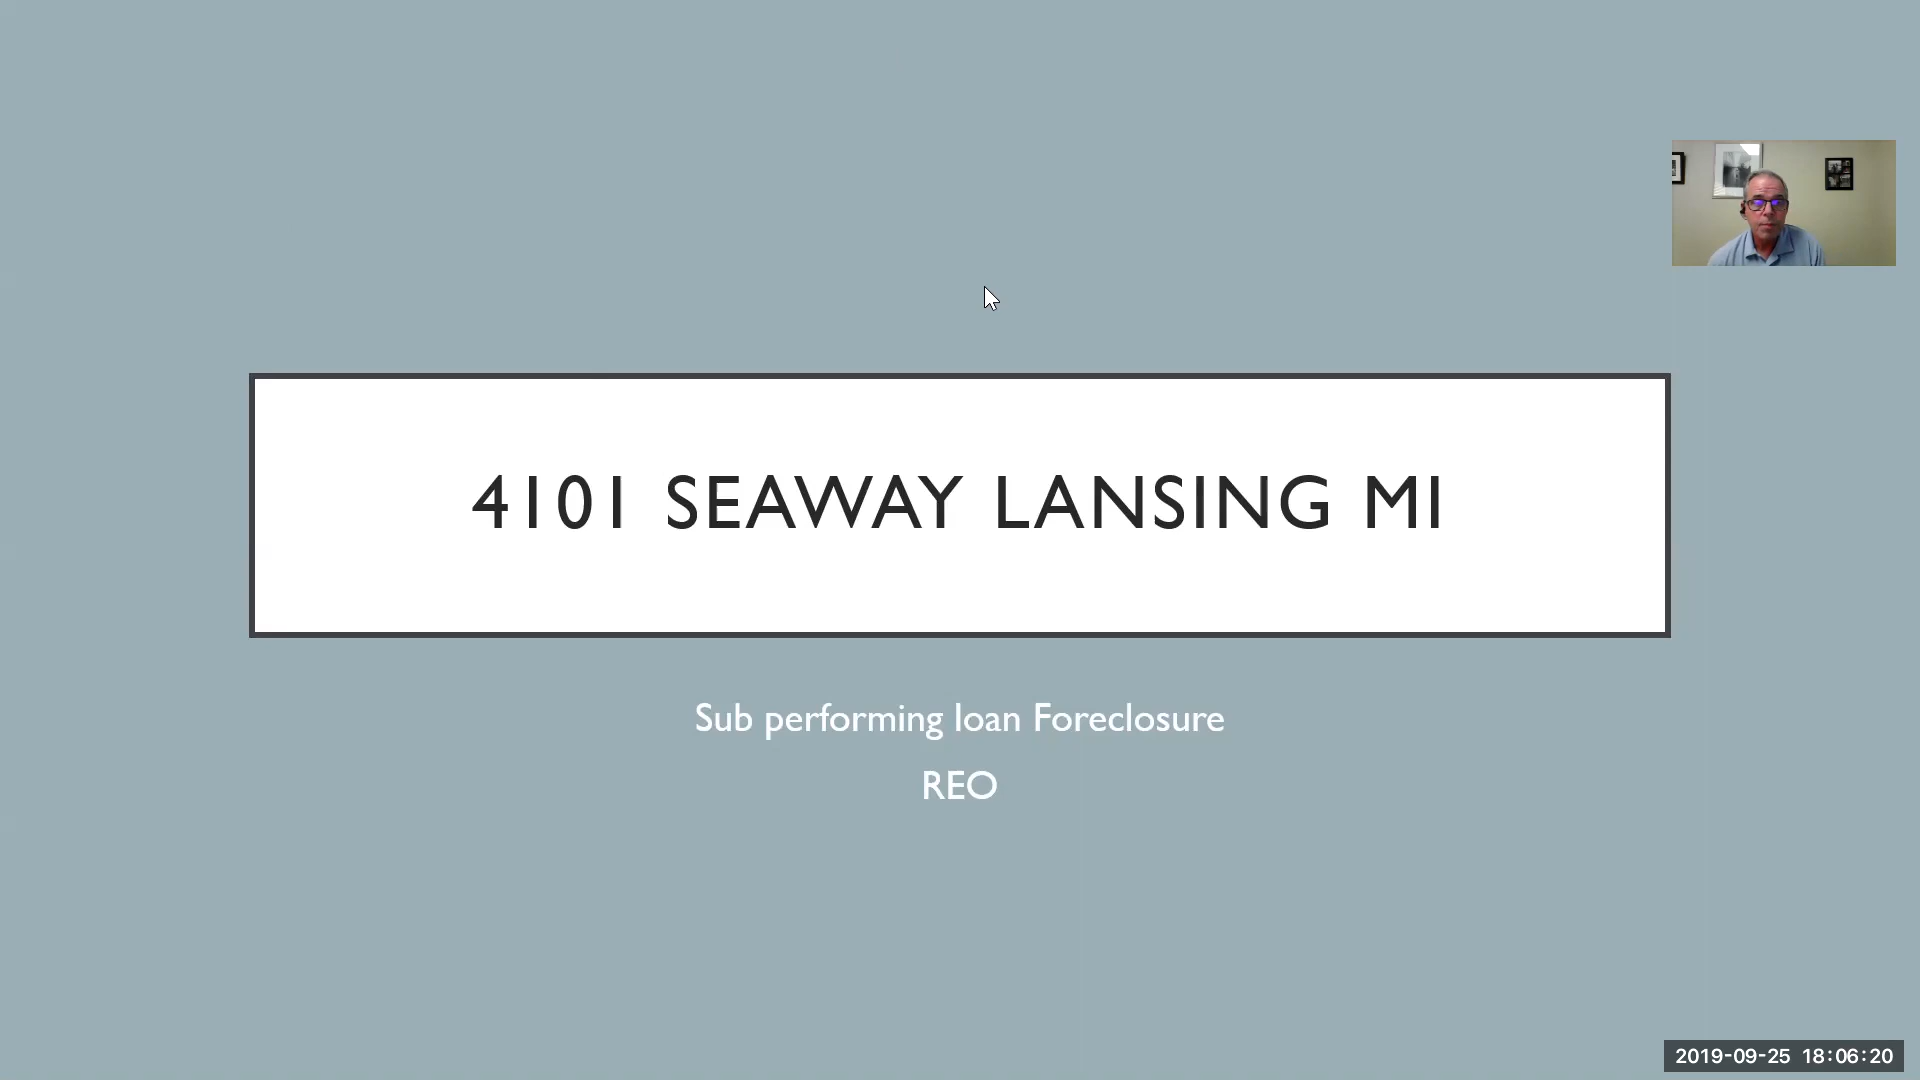 4101 SEAWAY LANSING MI
Sub performing loan Foreclosure
REO
2019-09-25 18:06:20